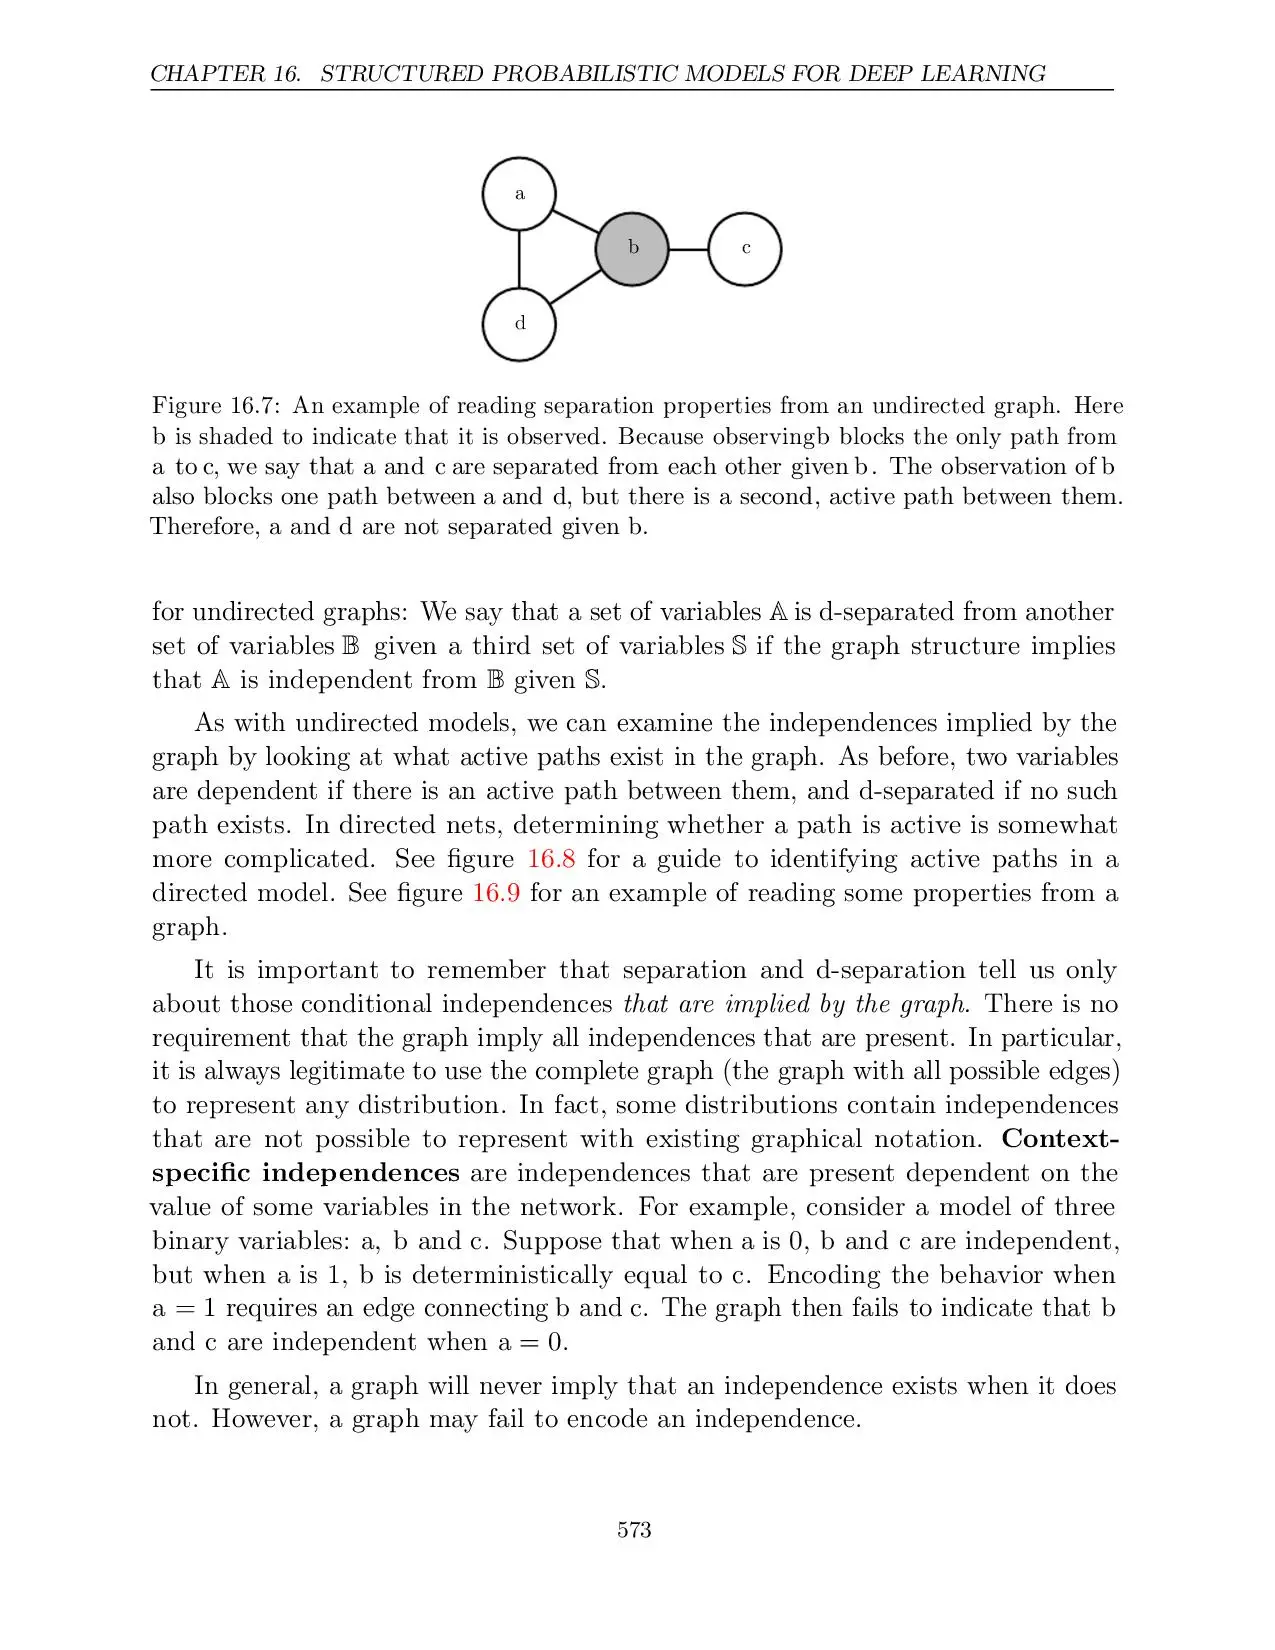 CHAPTER 16. STRUCTURED PROBABILISTIC MODELS FOR DEEP LEARNING
a
b
c
d
Figure 16.7: An example of reading separation properties from an undirected graph. Here
b is shaded to indicate that it is observed. Because observingb blocks the only path from
a to c, we say that a and c are separated from each other given b. The observation of b
also blocks one path between a and d, but there is a second, active path between them.
Therefore, a and d are not separated given b.
for undirected graphs: We say that a set of variables 𝔸 is d-separated from another
set of variables 𝔹 given a third set of variables 𝕊 if the graph structure implies
that 𝔸 is independent from 𝔹 given 𝕊.
As with undirected models, we can examine the independences implied by the
graph by looking at what active paths exist in the graph. As before, two variables
are dependent if there is an active path between them, and d-separated if no such
path exists. In directed nets, determining whether a path is active is somewhat
more complicated. See figure 16.8 for a guide to identifying active paths in a
directed model. See figure 16.9 for an example of reading some properties from a
graph.
It is important to remember that separation and d-separation tell us only
about those conditional independences that are implied by the graph. There is no
requirement that the graph imply all independences that are present. In particular,
it is always legitimate to use the complete graph (the graph with all possible edges)
to represent any distribution. In fact, some distributions contain independences
that are not possible to represent with existing graphical notation. Context-
specific independences are independences that are present dependent on the
value of some variables in the network. For example, consider a model of three
binary variables: a, b and c. Suppose that when a is 0, b and c are independent,
but when a is 1, b is deterministically equal to c. Encoding the behavior when
a = 1 requires an edge connecting b and c. The graph then fails to indicate that b
and c are independent when a = 0.
In general, a graph will never imply that an independence exists when it does
not. However, a graph may fail to encode an independence.
573